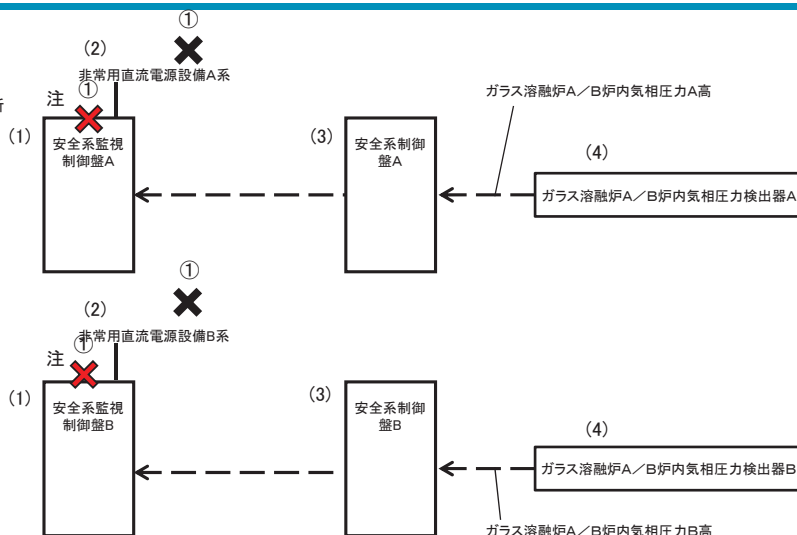 ①
(2)
非常用直流電源設備A系
注 ①
(1)
安全系監視
制御盤A
(3)
安全系制御
盤A
ガラス溶融炉A/B炉内気相圧力A高
(4)
ガラス溶融炉A/B炉内気相圧力検出器A
①
(2)
非常用直流電源設備B系
注 ①
(1)
安全系監視
制御盤B
(3)
安全系制御
盤B
(4)
ガラス溶融炉A/B炉内気相圧力検出器B
ガラス溶融炉A/B炉内気相圧力B高